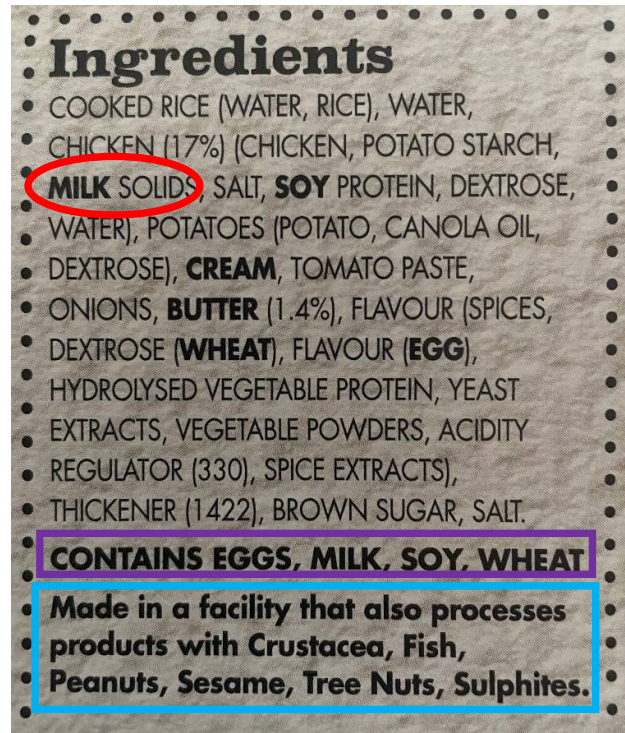 Ingredients
COOKED RICE (WATER, RICE), WATER,
CHICKEN (17%) (CHICKEN, POTATO STARCH,
MILK SOLIDS, SALT, SOY PROTEIN, DEXTROSE,
WATER), POTATOES (POTATO, CANOLA OIL,
DEXTROSE), CREAM, TOMATO PASTE,
ONIONS, BUTTER (1.4%), FLAVOUR (SPICES,
DEXTROSE (WHEAT), FLAVOUR (EGG),
HYDROLYSED VEGETABLE PROTEIN, YEAST
EXTRACTS, VEGETABLE POWDERS, ACIDITY
REGULATOR (330), SPICE EXTRACTS),
THICKENER (1422), BROWN SUGAR, SALT.
CONTAINS EGGS, MILK, SOY, WHEAT
Made in a facility that also processes
products with Crustacea, Fish,
Peanuts, Sesame, Tree Nuts, Sulphites.